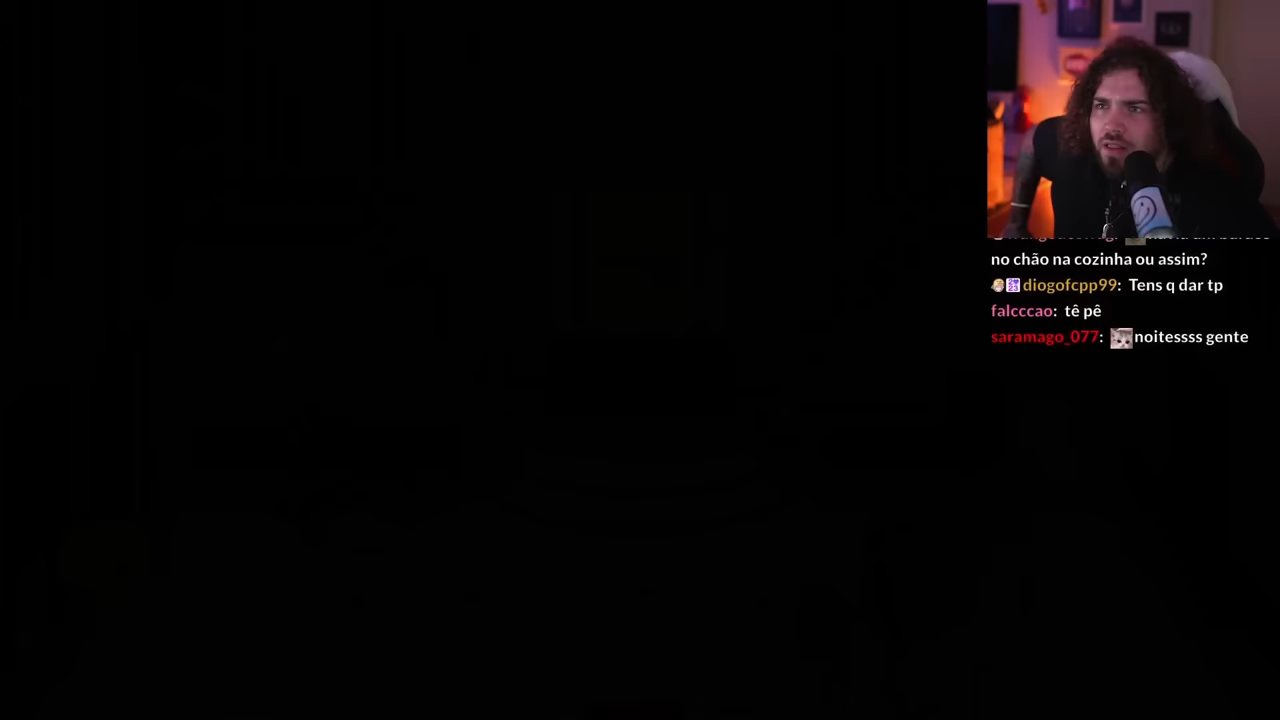 no chão na cozinha ou assim?
diogofcpp99: Tens q dar tp
falcccao: tê pê
saramago_077: noitessss gente